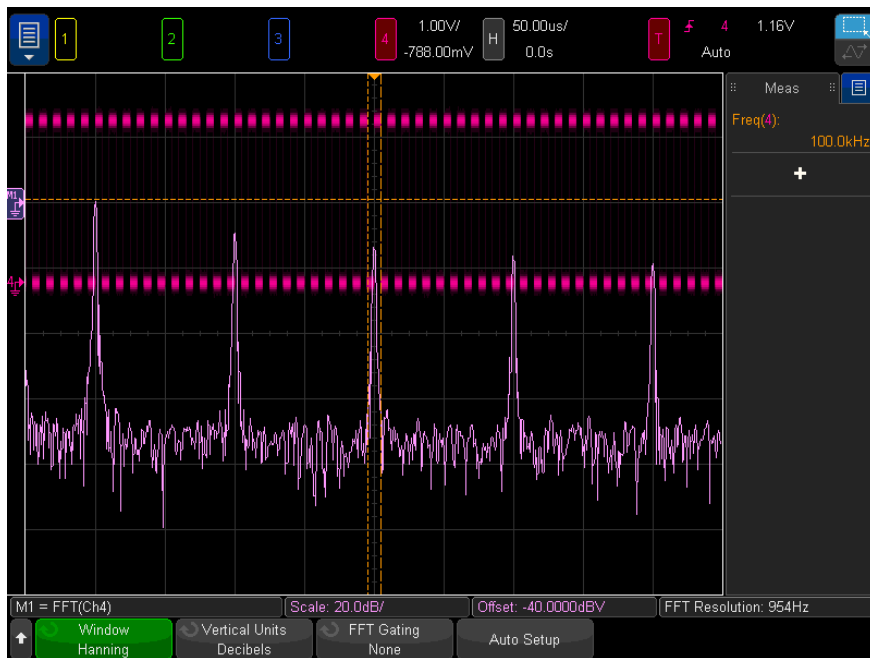 1 2 3 4 1.00V/ H 50.00us/ T 4 1.16V
-788.00mV 0.0s Auto
Meas
Freq(4):
100.0kHz
+
M1
4
M1 = FFT(Ch4) Scale: 20.0dB/ Offset: -40.0000dBV FFT Resolution: 954Hz
Window Vertical Units FFT Gating Auto Setup
Hanning Decibels None